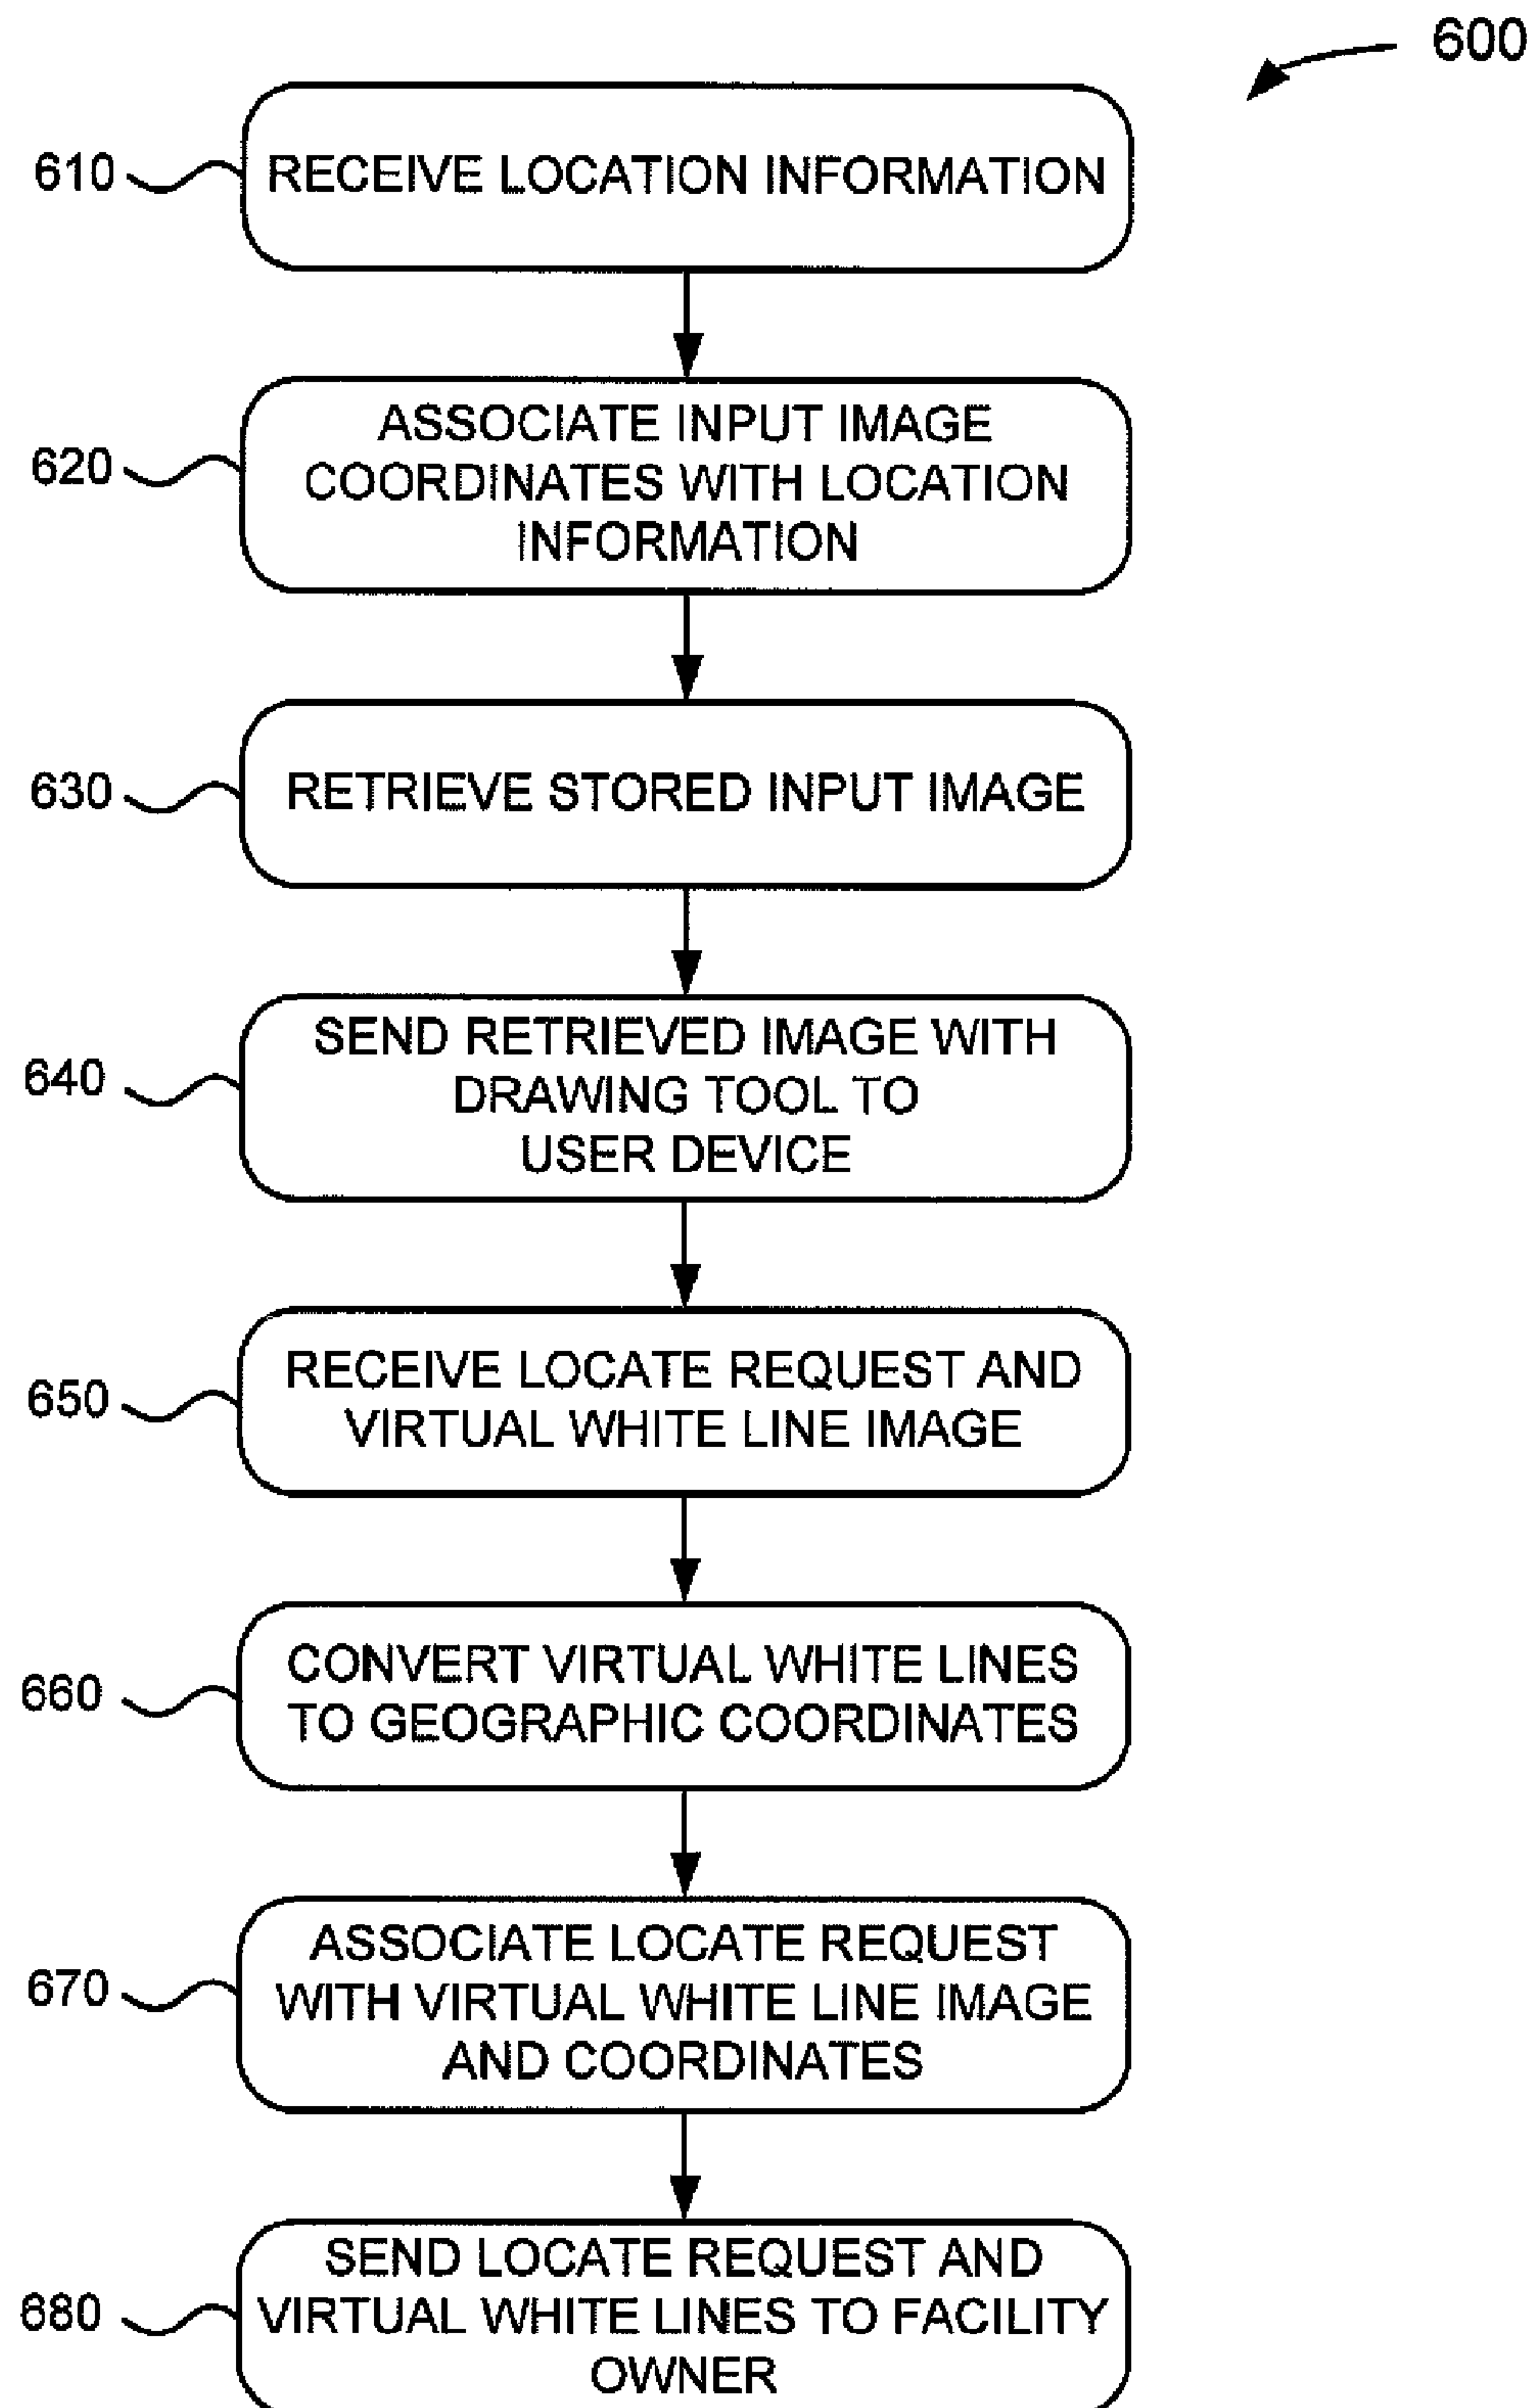 600
610
RECEIVE LOCATION INFORMATION
620
ASSOCIATE INPUT IMAGE
COORDINATES WITH LOCATION
INFORMATION
630
RETRIEVE STORED INPUT IMAGE
640
SEND RETRIEVED IMAGE WITH
DRAWING TOOL TO
USER DEVICE
650
RECEIVE LOCATE REQUEST AND
VIRTUAL WHITE LINE IMAGE
660
CONVERT VIRTUAL WHITE LINES
TO GEOGRAPHIC COORDINATES
670
ASSOCIATE LOCATE REQUEST
WITH VIRTUAL WHITE LINE IMAGE
AND COORDINATES
680
SEND LOCATE REQUEST AND
VIRTUAL WHITE LINES TO FACILITY
OWNER